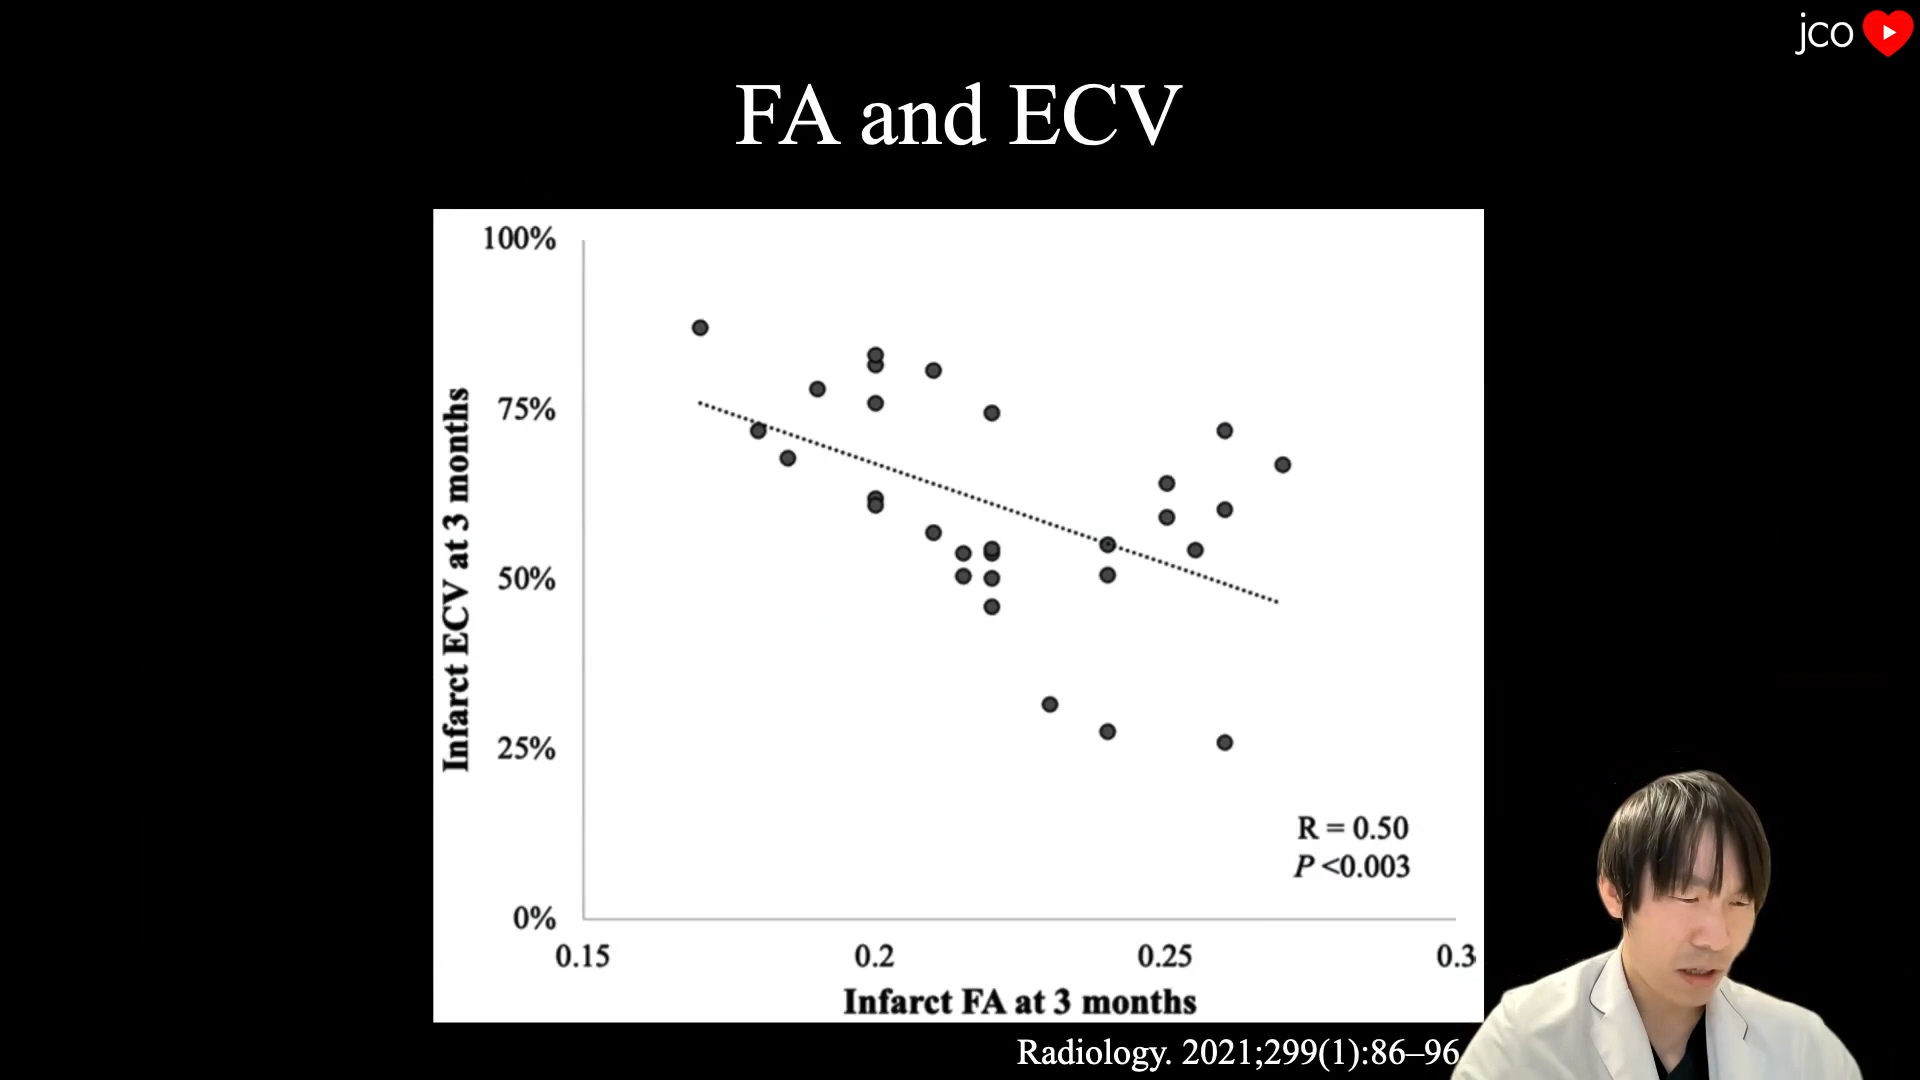 jco
FA and ECV
100%
75%
50%
25%
0%
Infarct ECV at 3 months
R = 0.50
P <0.003
0.15 0.2 0.25 0.3
Infarct FA at 3 months
Radiology. 2021;299(1):86–96